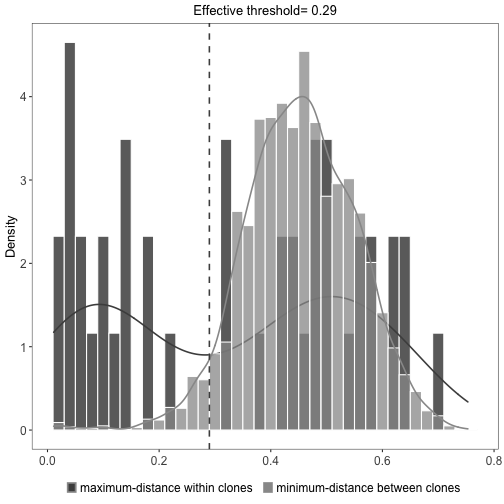 Effective threshold= 0.29
Density
4
3
2
1
0
0.0 0.2 0.4 0.6 0.8
maximum-distance within clones minimum-distance between clones